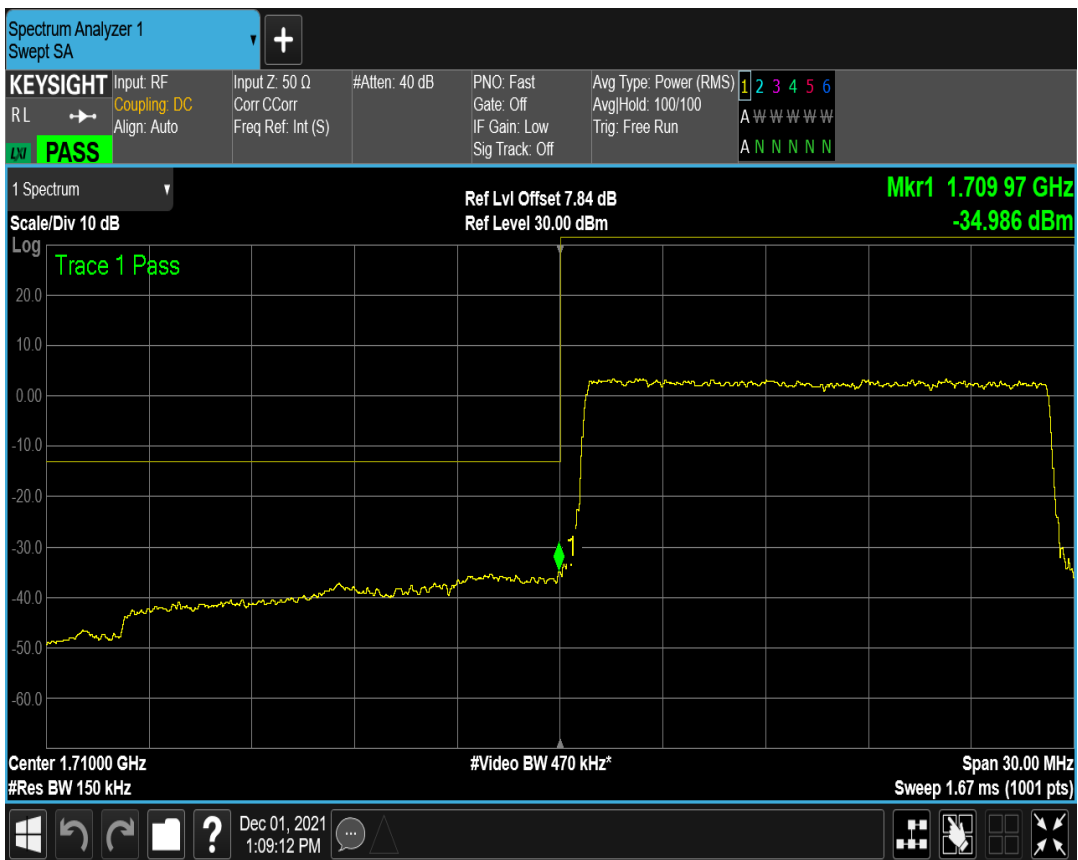 Spectrum Analyzer 1
Swept SA
+
KEYSIGHT
RL
LXI PASS
Input: RF
Coupling: DC
Align: Auto
Input Z: 50 Ω
Corr CCorr
Freq Ref: Int (S)
#Atten: 40 dB
PNO: Fast
Gate: Off
IF Gain: Low
Sig Track: Off
Avg Type: Power (RMS)
Avg|Hold: 100/100
Trig: Free Run
1 2 3 4 5 6
A W W W W W
A N N N N N
1 Spectrum
Scale/Div 10 dB
Ref Lvl Offset 7.84 dB
Ref Level 30.00 dBm
Mkr1 1.709 97 GHz
-34.986 dBm
Log
Trace 1 Pass
20.0
10.0
0.00
-10.0
-20.0
-30.0
1
-40.0
-50.0
-60.0
Center 1.71000 GHz
#Video BW 470 kHz*
Span 30.00 MHz
#Res BW 150 kHz
Sweep 1.67 ms (1001 pts)
?
Dec 01, 2021
1:09:12 PM